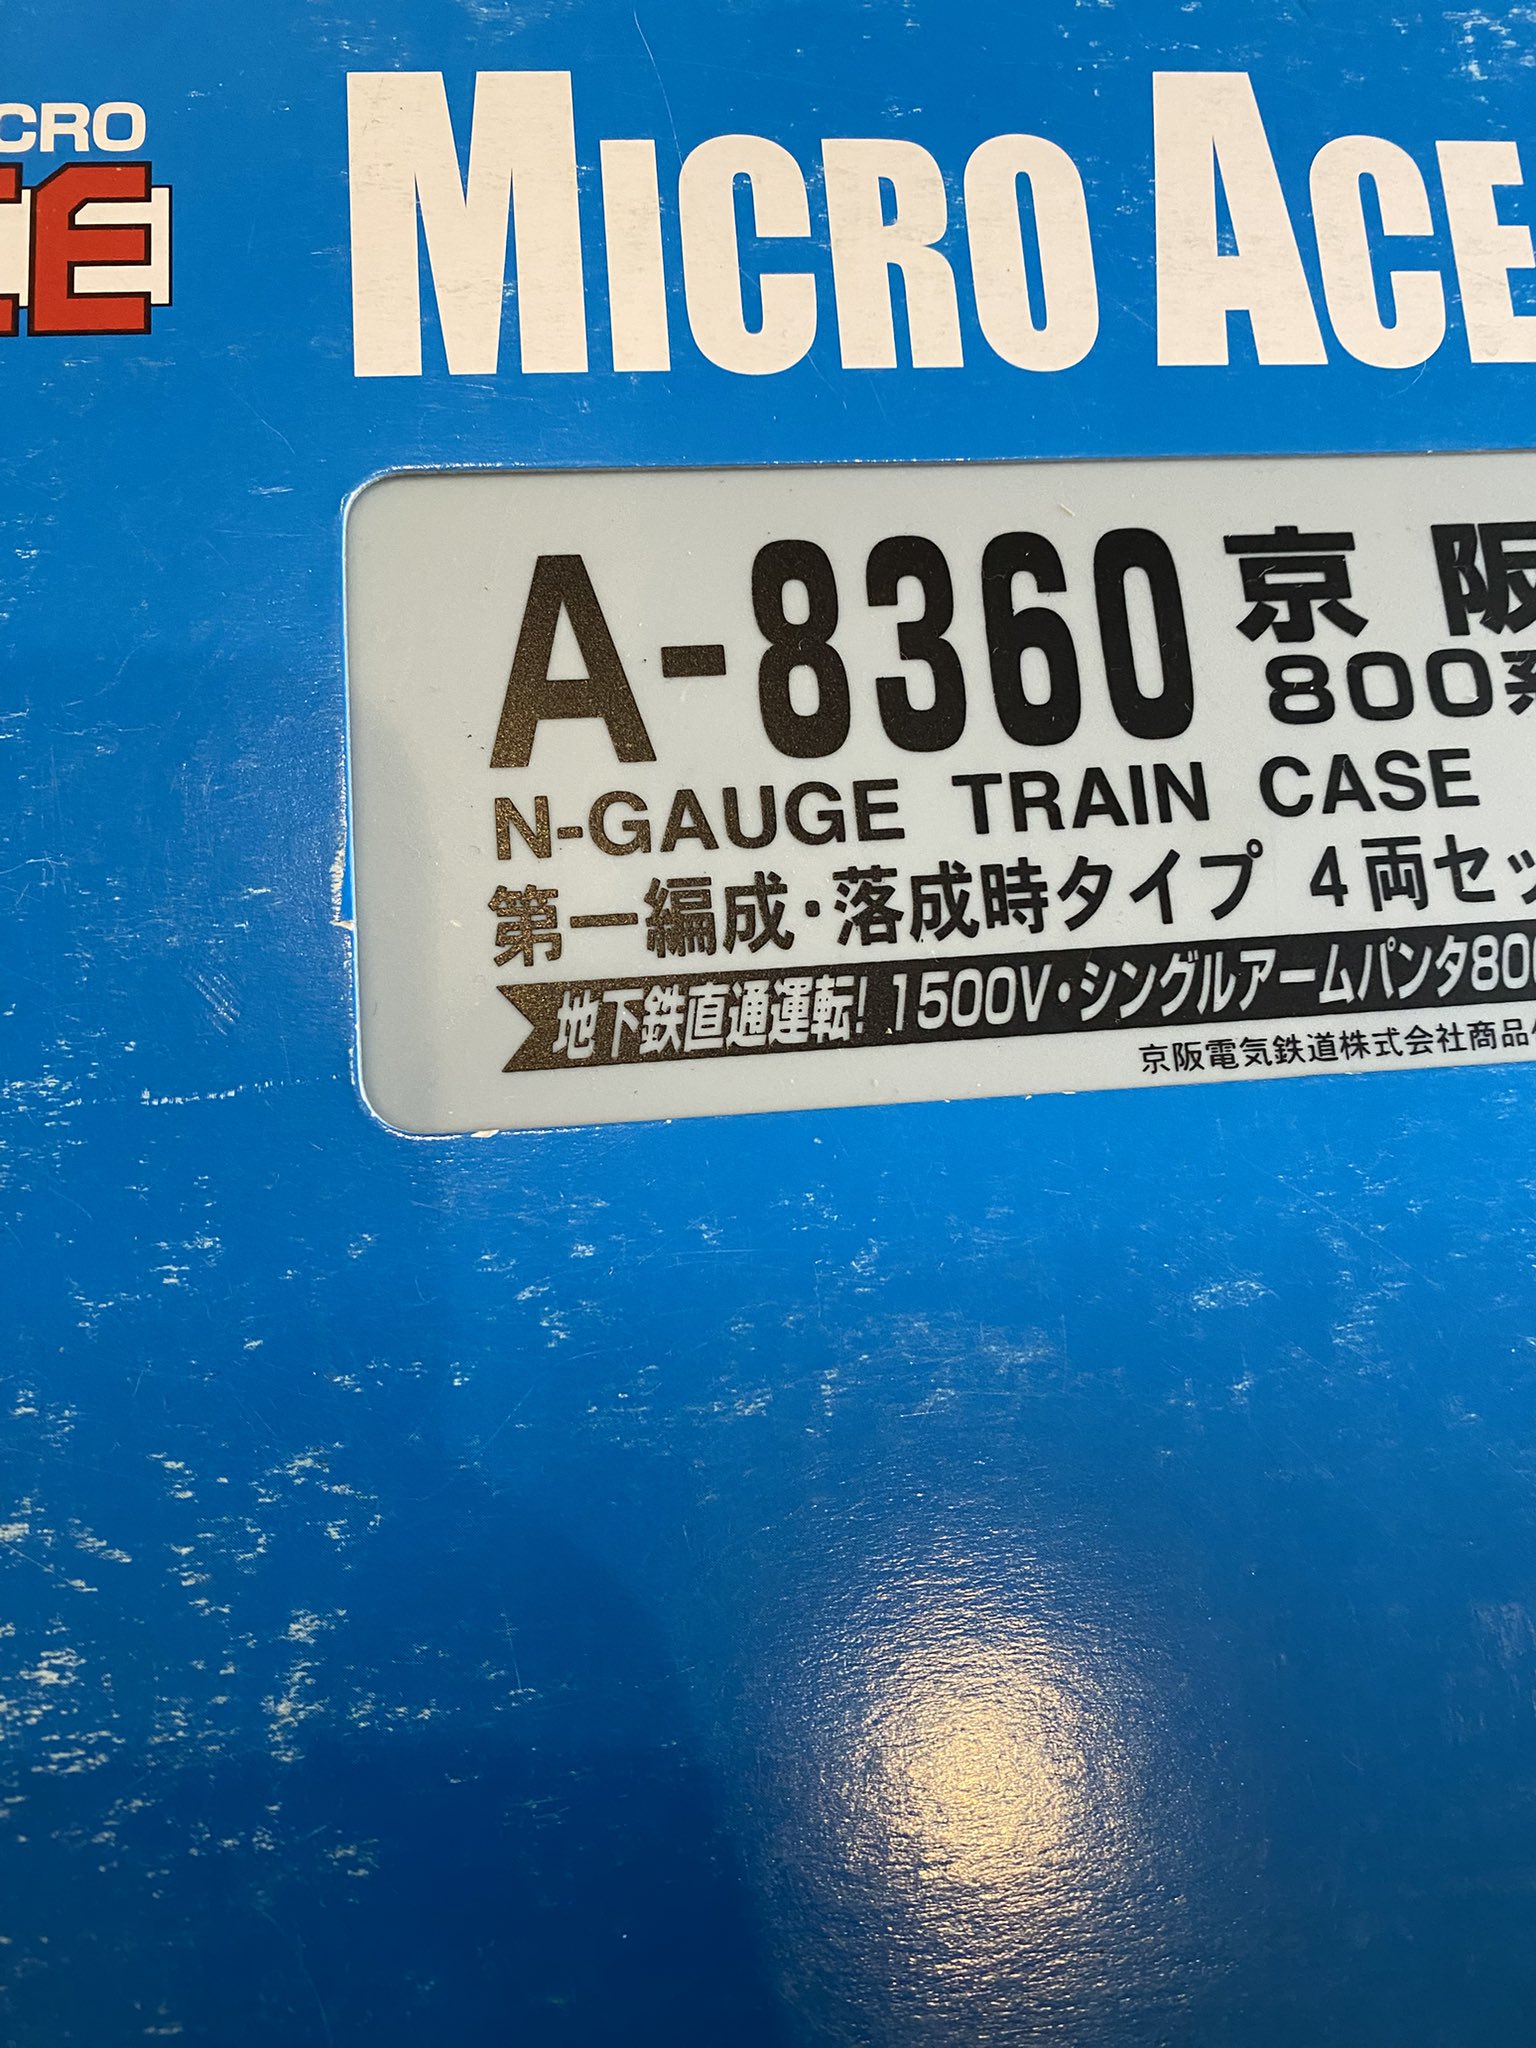 CRO
CE
MICRO ACE
A-8360 京阪
800系
N-GAUGE TRAIN CASE
第一編成・落成時タイプ 4両セッ
地下鉄直通運転! 1500V・シングルアームパンタ800
京阪電気鉄道株式会社商品